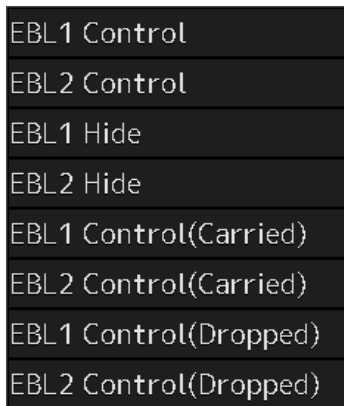 EBL1 Control
EBL2 Control
EBL1 Hide
EBL2 Hide
EBL1 Control(Carried)
EBL2 Control(Carried)
EBL1 Control(Dropped)
EBL2 Control(Dropped)